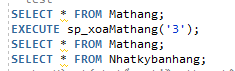 SELECT * FROM Mathang;
EXECUTE sp_xoaMathang('3');
SELECT * FROM Mathang;
SELECT * FROM Nhatkybanhang;